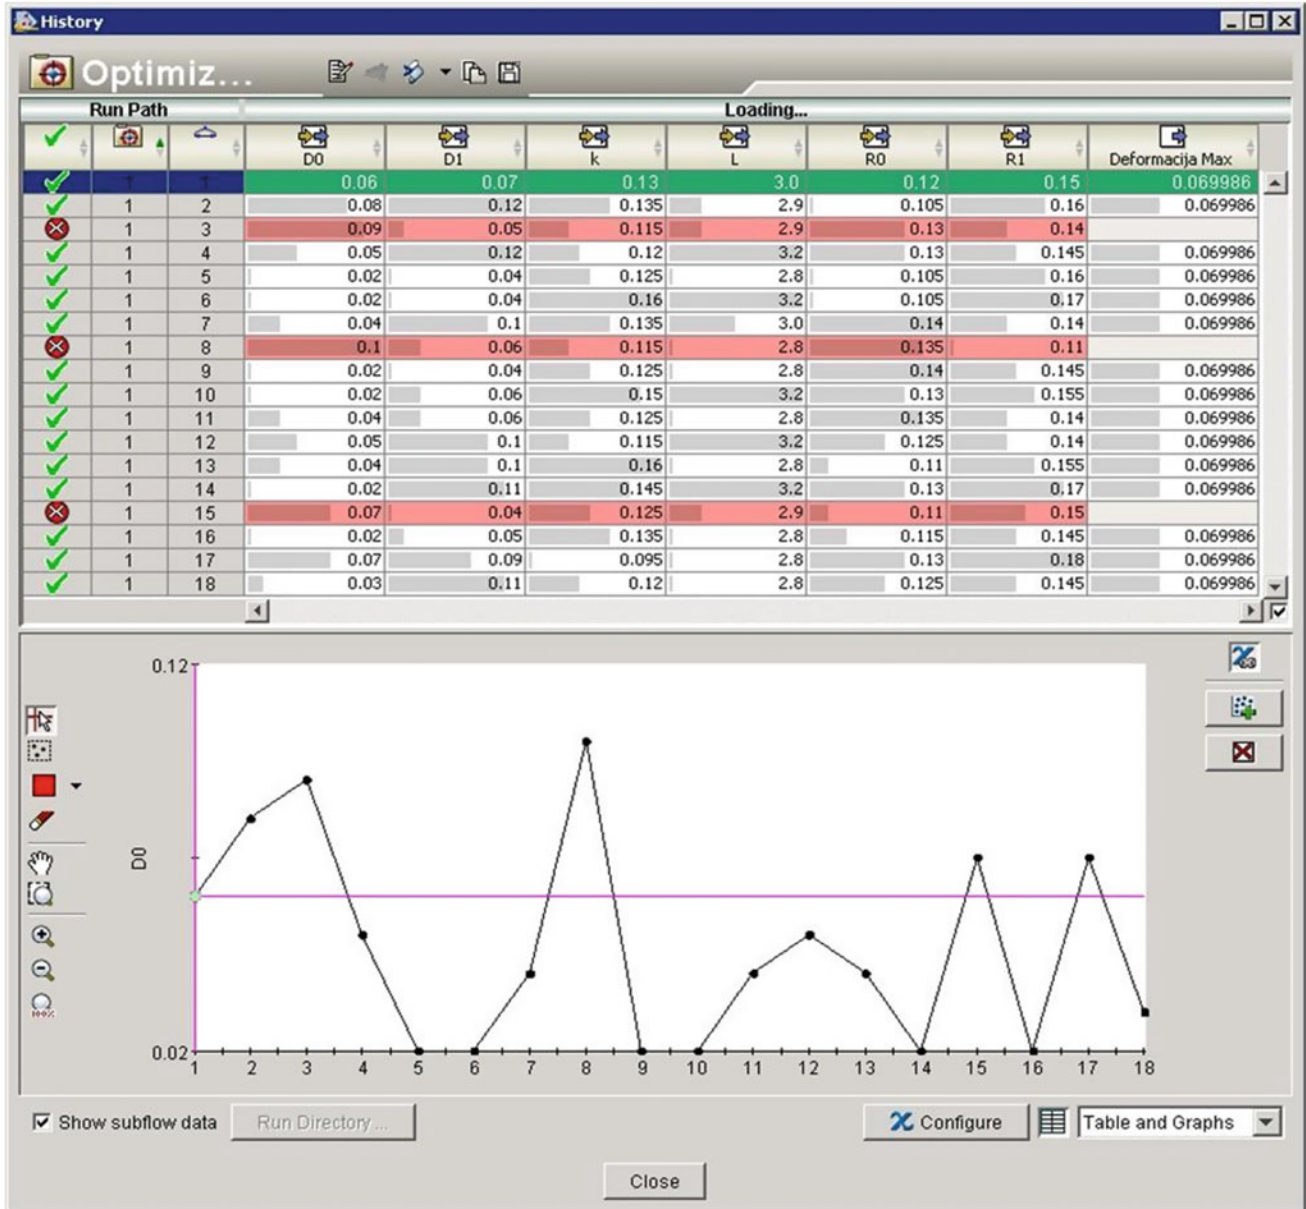 History
Optimiz...
Run Path Loading...
D0 D1 k L R0 R1 Deformacija Max
1 1 0.06 0.07 0.13 3.0 0.12 0.15 0.069986
1 2 0.08 0.12 0.135 2.9 0.105 0.16 0.069986
1 3 0.09 0.05 0.115 2.9 0.13 0.14
1 4 0.05 0.12 0.12 3.2 0.13 0.145 0.069986
1 5 0.02 0.04 0.125 2.8 0.105 0.16 0.069986
1 6 0.02 0.04 0.16 3.2 0.105 0.17 0.069986
1 7 0.04 0.1 0.135 3.0 0.14 0.14 0.069986
1 8 0.1 0.06 0.115 2.8 0.135 0.11
1 9 0.02 0.04 0.125 2.8 0.14 0.145 0.069986
1 10 0.02 0.06 0.15 3.2 0.13 0.155 0.069986
1 11 0.04 0.06 0.125 2.8 0.135 0.14 0.069986
1 12 0.05 0.1 0.115 3.2 0.125 0.14 0.069986
1 13 0.04 0.1 0.16 2.8 0.11 0.155 0.069986
1 14 0.02 0.11 0.145 3.2 0.13 0.17 0.069986
1 15 0.07 0.04 0.125 2.9 0.11 0.15
1 16 0.02 0.05 0.135 2.8 0.115 0.145 0.069986
1 17 0.07 0.09 0.095 2.8 0.13 0.18 0.069986
1 18 0.03 0.11 0.12 2.8 0.125 0.145 0.069986
0.12
D0
0.02
1 2 3 4 5 6 7 8 9 10 11 12 13 14 15 16 17 18
100%
Show subflow data Run Directory ... Configure Table and Graphs
Close